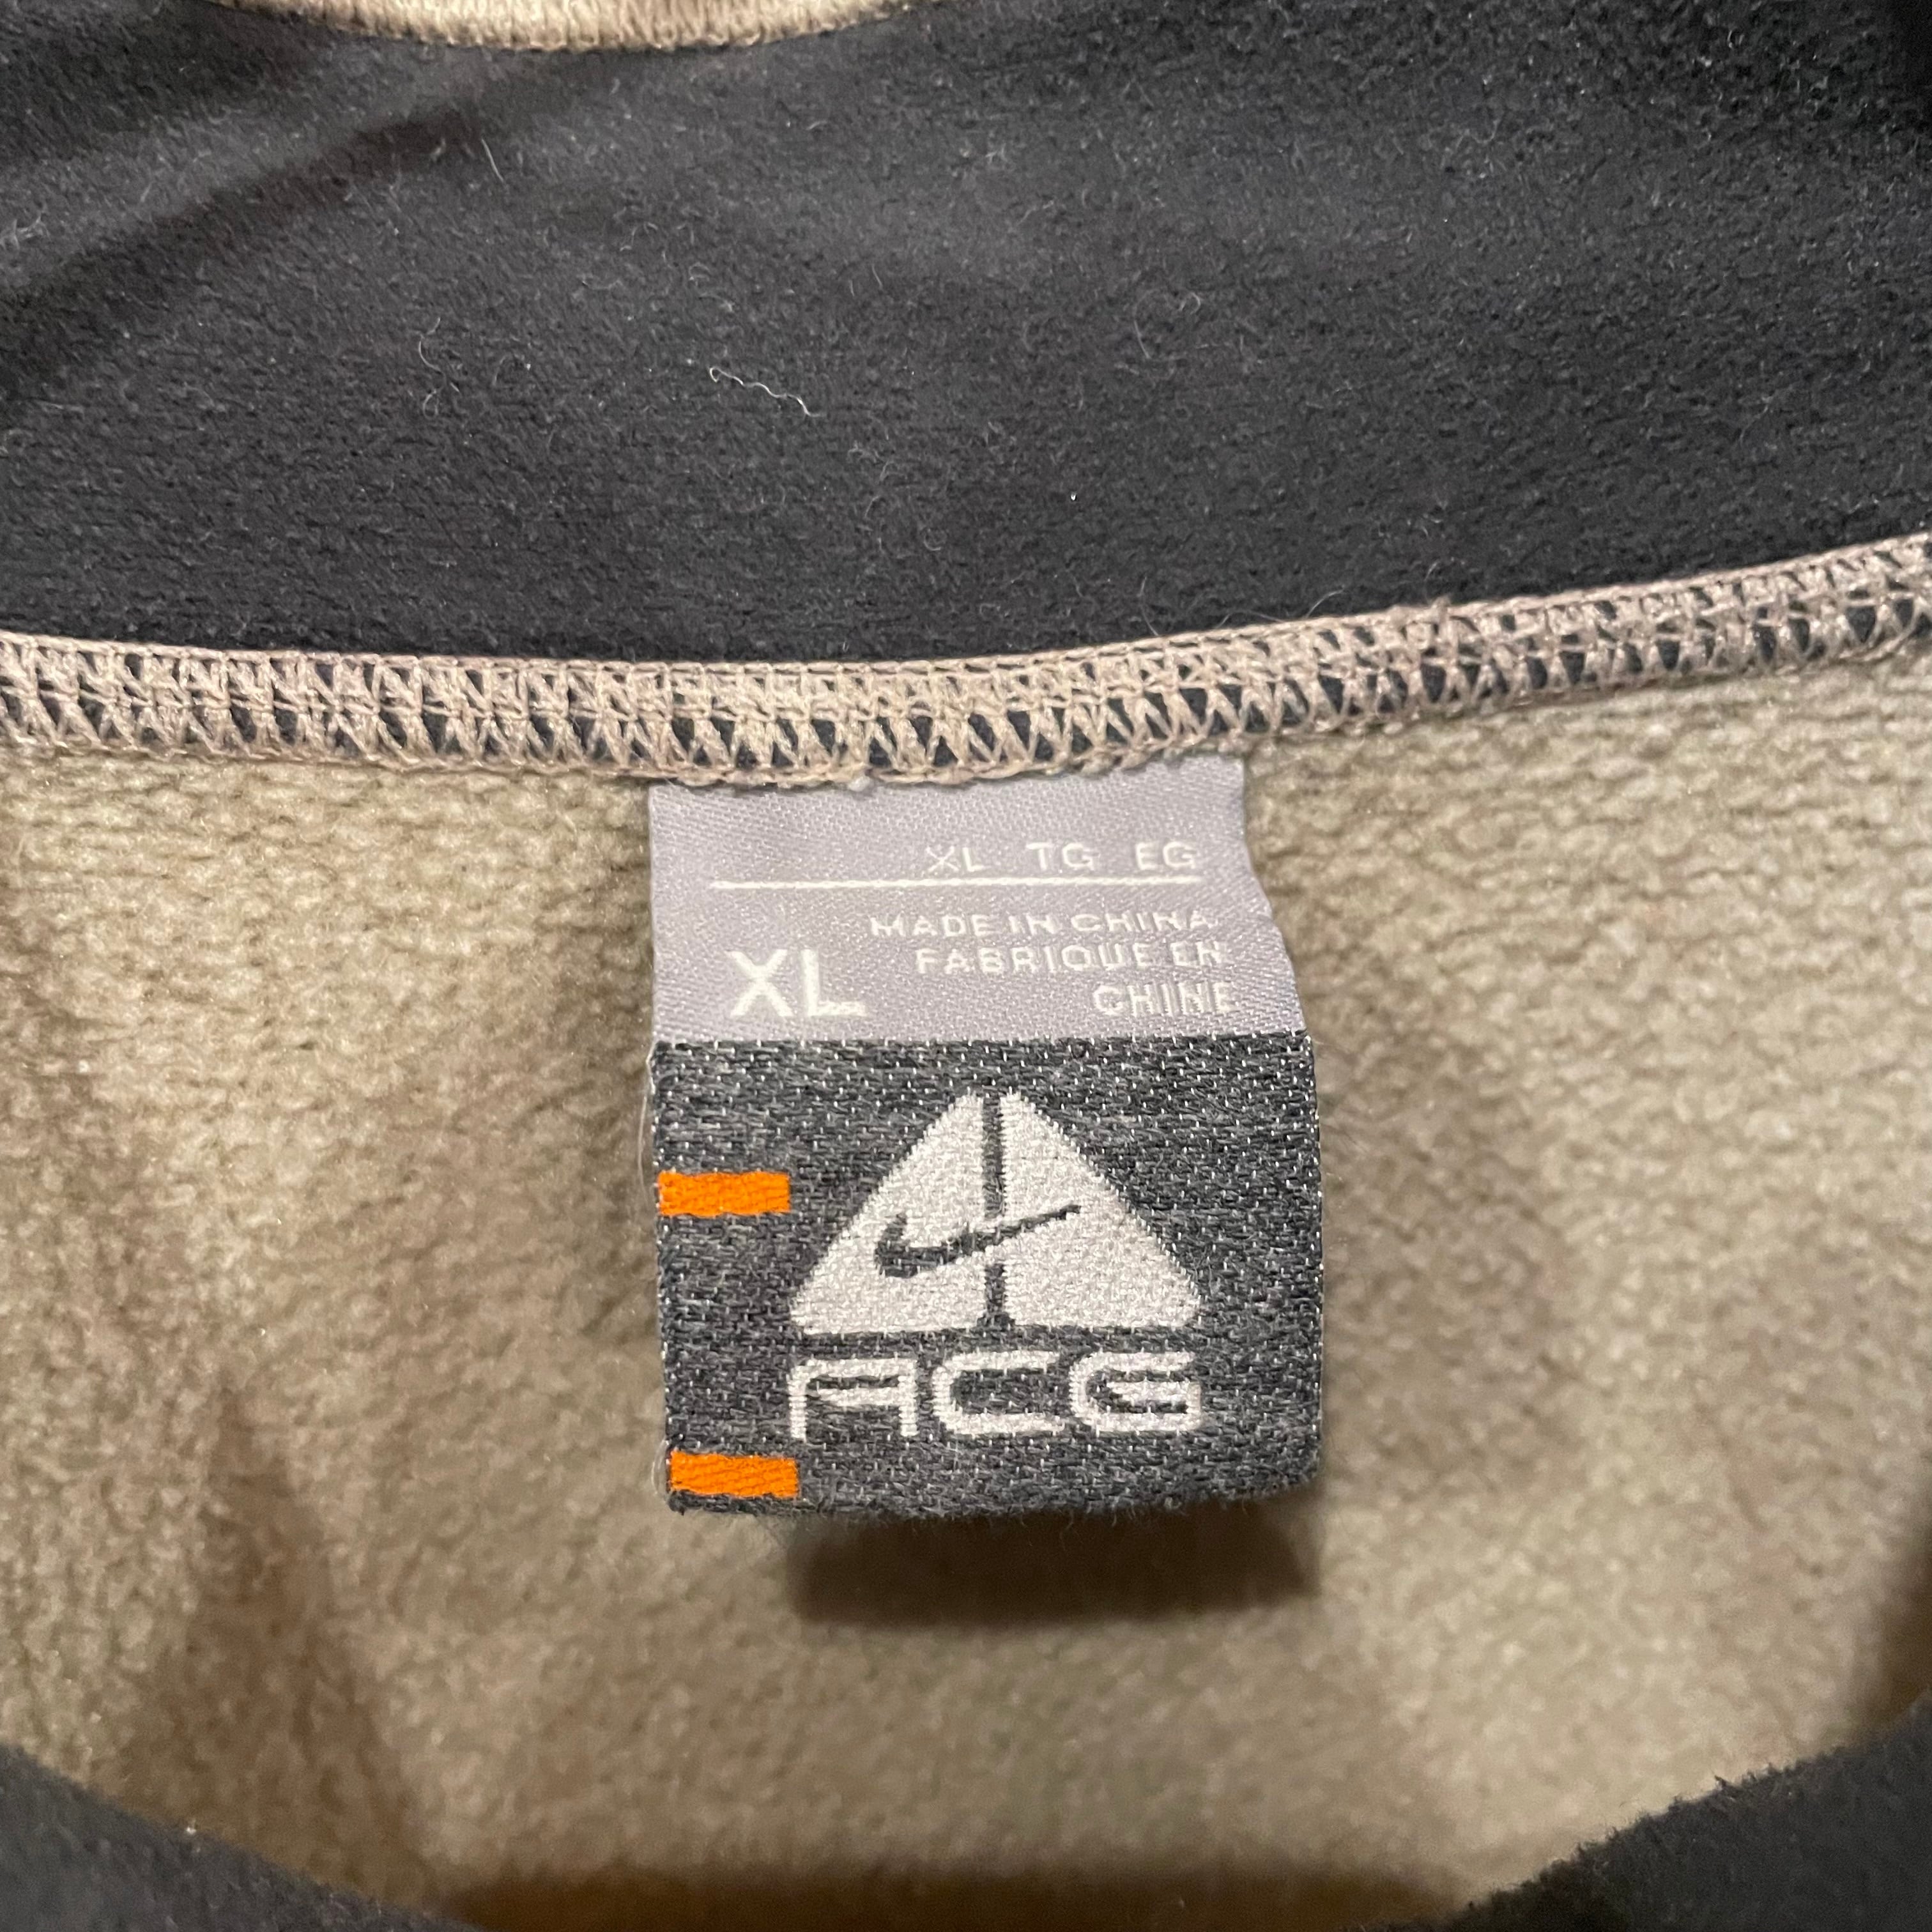 XL TG EG
MADE IN CHINA
XL FABRIQUE EN
CHINE
ACG